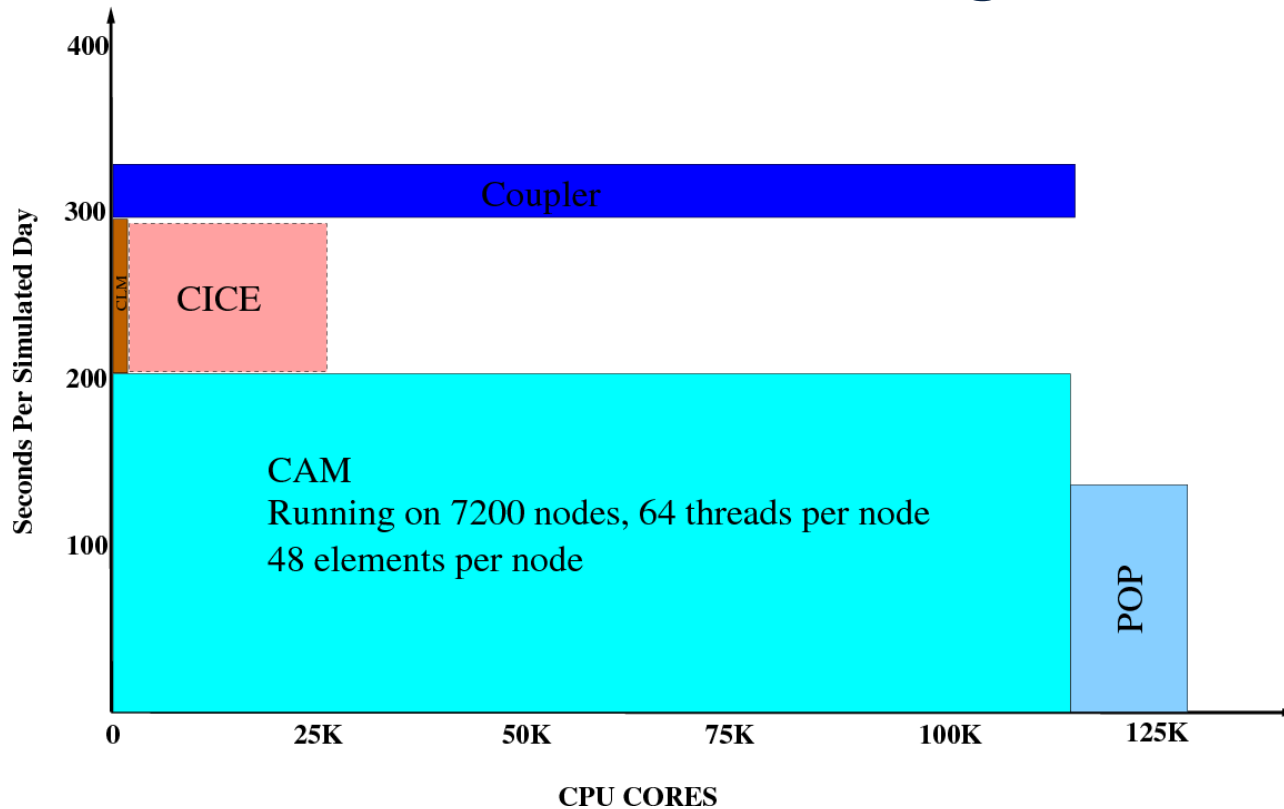 400
300
200
100
Seconds Per Simulated Day
Coupler
CLM
CICE
CAM
Running on 7200 nodes, 64 threads per node
48 elements per node
POP
0 25K 50K 75K 100K 125K
CPU CORES